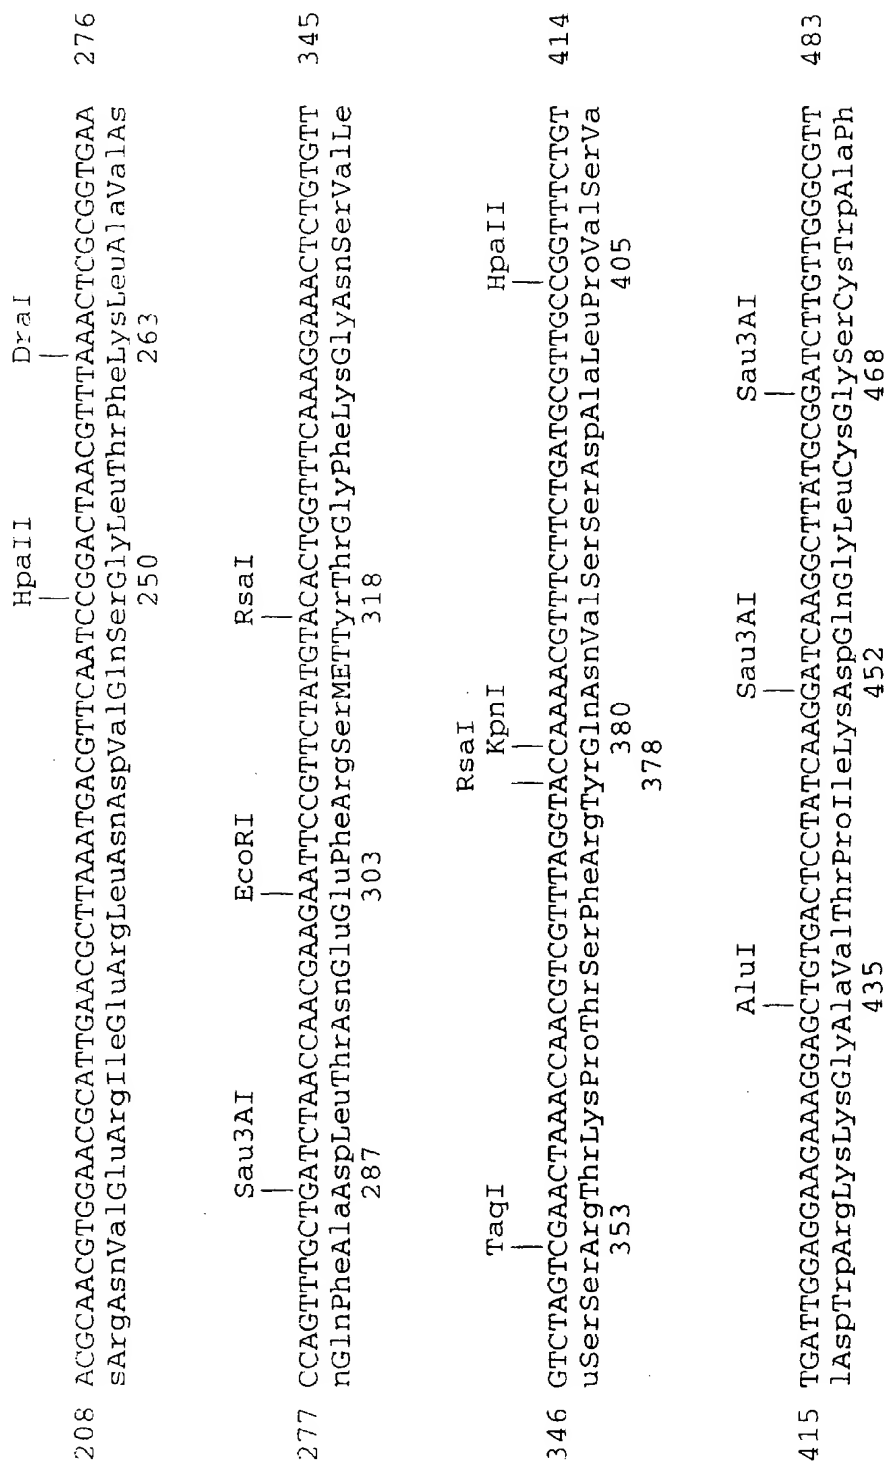 HpaII DraI
208 ACGCAACGTGGAACGCATTGAACGCTTAAATGACGTTCAATCCGGACTAACGTTTAAACTCGCGGTGAA 276
sArgAsnValGluArgIleGluArgLeuAsnAspValGlnSerGlyLeuThrPheLysLeuAlaValAs
250 263
Sau3AI EcoRI RsaI
277 CCAGTTTGCTGATCTAACCAACGAAGAATTCCGTTCTATGTACACTGGTTTCAAAGGAAACTCTGTGTT 345
nGlnPheAlaAspLeuThrAsnGluGluPheArgSerMETTyrThrGlyPheLysGlyAsnSerValLe
287 303 318
RsaI
TaqI KpnI HpaII
346 GTCTAGTCGAACTAAACCAACGTCGTTTAGGTACCAAAACGTTTCTTCTGATGCGTTGCCGGTTTCTGT 414
uSerSerArgThrLysProThrSerPheArgTyrGlnAsnValSerSerAspAlaLeuProValSerVa
353 380 405
378
AluI Sau3AI Sau3AI
415 TGATTGGAGGAAGAAAGGAGCTGTGACTCCTATCAAGGATCAAGGCTTATGCGGATCTTGTTGGGCGTT 483
lAspTrpArgLysLysGlyAlaValThrProIleLysAspGlnGlyLeuCysGlySerCysTrpAlaPh
435 452 468